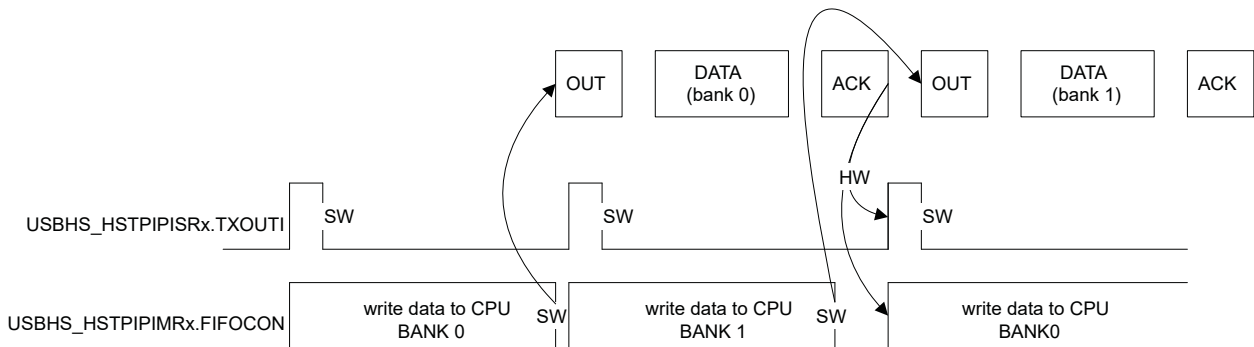 OUT
DATA
(bank 0)
ACK
OUT
DATA
(bank 1)
ACK
HW
USBHS_HSTPIPISRx.TXOUTI
SW
SW
SW
USBHS_HSTPIPIMRx.FIFOCON
write data to CPU
BANK 0
SW
write data to CPU
BANK 1
SW
write data to CPU
BANK0